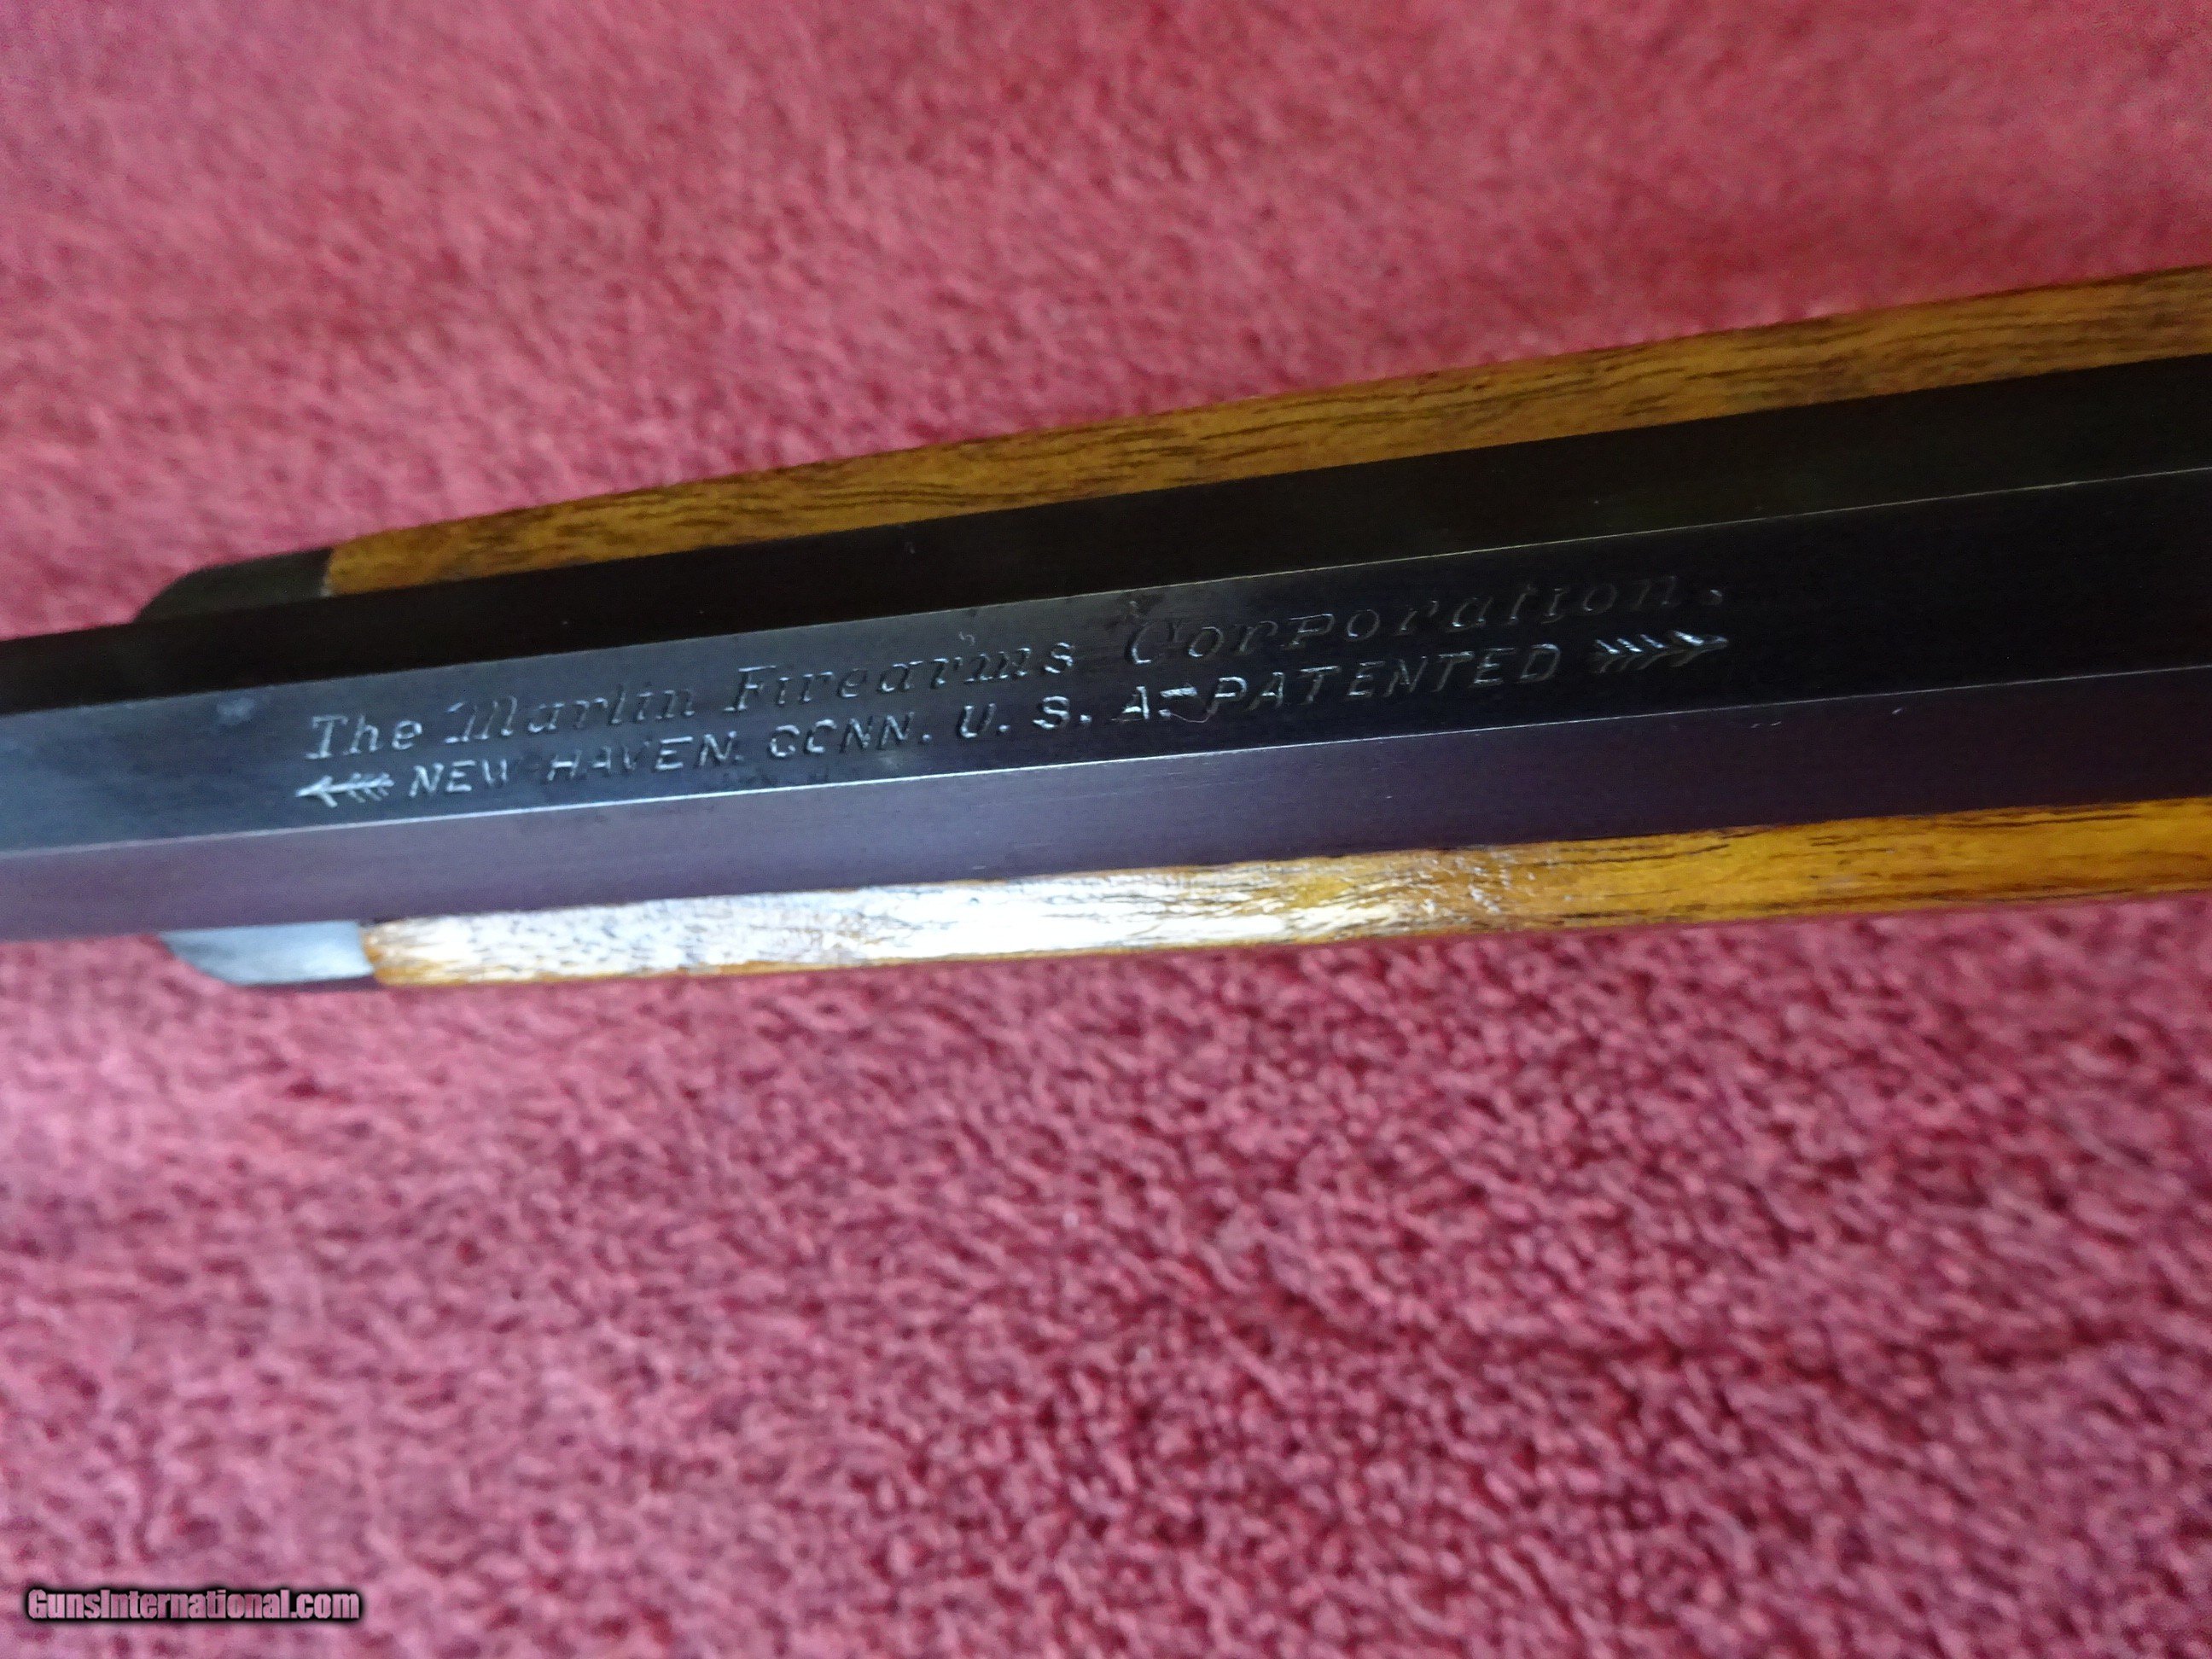 The Marlin Firearms Corporation.
NEW HAVEN. CONN. U. S. A.-PATENTED
GunsInternational.com